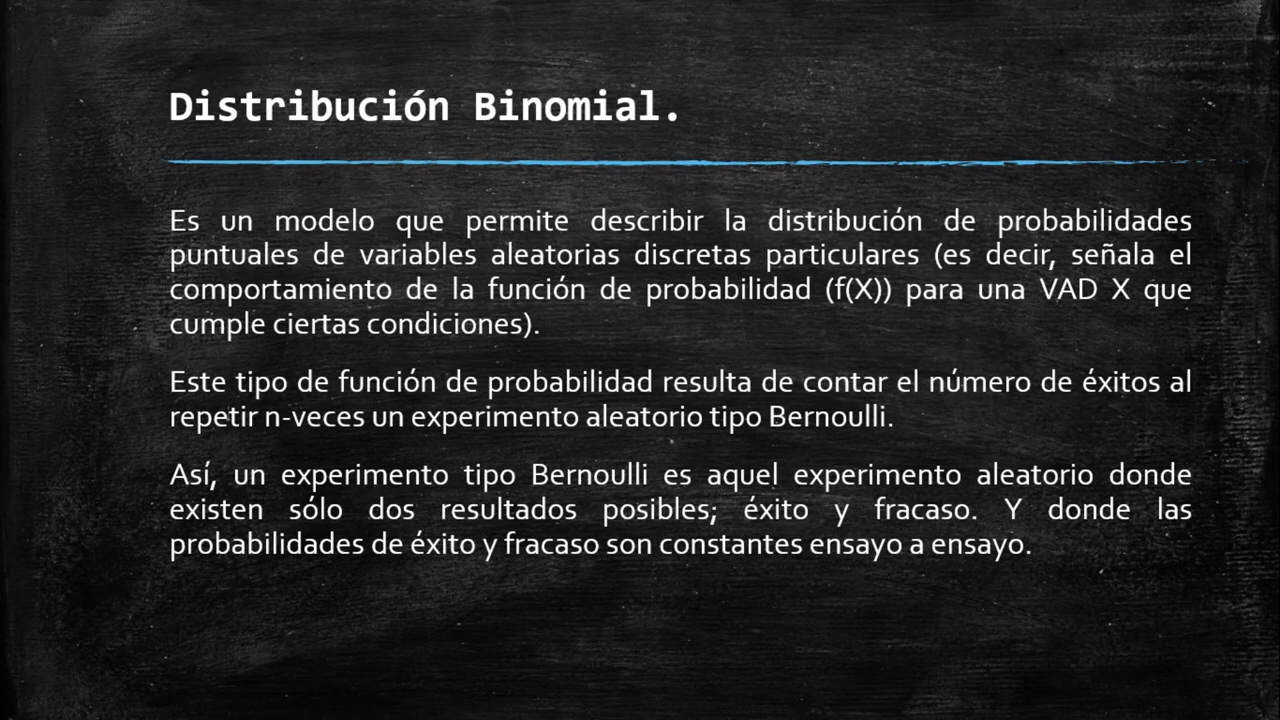 Distribución Binomial.
Es un modelo que permite describir la distribución de probabilidades
puntuales de variables aleatorias discretas particulares (es decir, señala el
comportamiento de la función de probabilidad (f(X)) para una VAD X que
cumple ciertas condiciones).
Este tipo de función de probabilidad resulta de contar el número de éxitos al
repetir n-veces un experimento aleatorio tipo Bernoulli.
Así, un experimento tipo Bernoulli es aquel experimento aleatorio donde
existen sólo dos resultados posibles; éxito y fracaso. Y donde las
probabilidades de éxito y fracaso son constantes ensayo a ensayo.